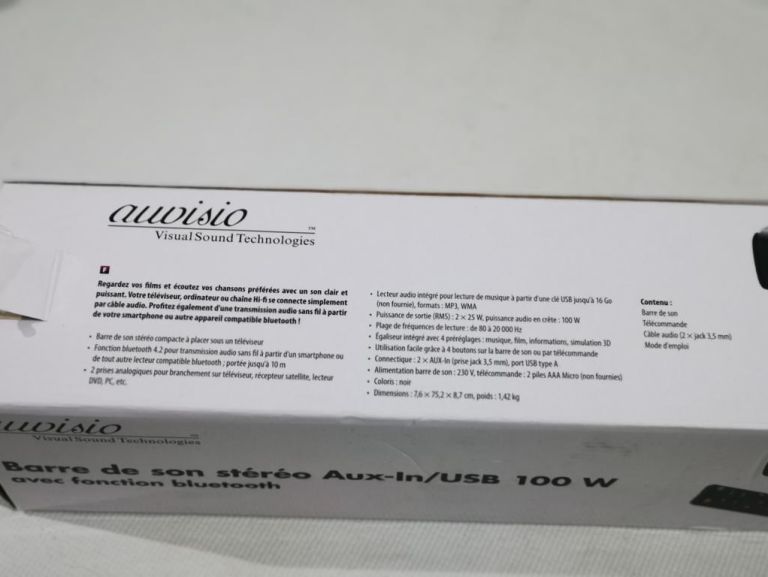 auvisio
TM
Visual Sound Technologies
F
Regardez vos films et écoutez vos chansons préférées avec un son clair et
puissant. Votre téléviseur, ordinateur ou chaîne Hi-fi se connecte simplement
par câble audio. Profitez également d'une transmission audio sans fil à partir
de votre smartphone ou autre appareil compatible bluetooth !
• Barre de son stéréo compacte à placer sous un téléviseur
• Fonction bluetooth 4.2 pour transmission audio sans fil à partir d'un smartphone ou
de tout autre lecteur compatible bluetooth ; portée jusqu'à 10 m
• 2 prises analogiques pour branchement sur téléviseur, récepteur satellite, lecteur
DVD, PC, etc.
• Lecteur audio intégré pour lecture de musique à partir d'une clé USB jusqu'à 16 Go
(non fournie), formats : MP3, WMA
• Puissance de sortie (RMS) : 2 × 25 W, puissance audio en crête : 100 W
• Plage de fréquences de lecture : de 80 à 20 000 Hz
• Égaliseur intégré avec 4 préréglages : musique, film, informations, simulation 3D
• Utilisation facile grâce à 4 boutons sur la barre de son ou par télécommande
• Connectique : 2 × AUX-In (prise jack 3,5 mm), port USB type A
• Alimentation barre de son : 230 V, télécommande : 2 piles AAA Micro (non fournies)
• Coloris : noir
• Dimensions : 7,6 × 75,2 × 8,7 cm, poids : 1,42 kg
Contenu :
Barre de son
Télécommande
Câble audio (2 × jack 3,5 mm)
Mode d'emploi
auvisio
Visual Sound Technologies
Barre de son stéréo Aux-In/USB 100 W
avec fonction bluetooth